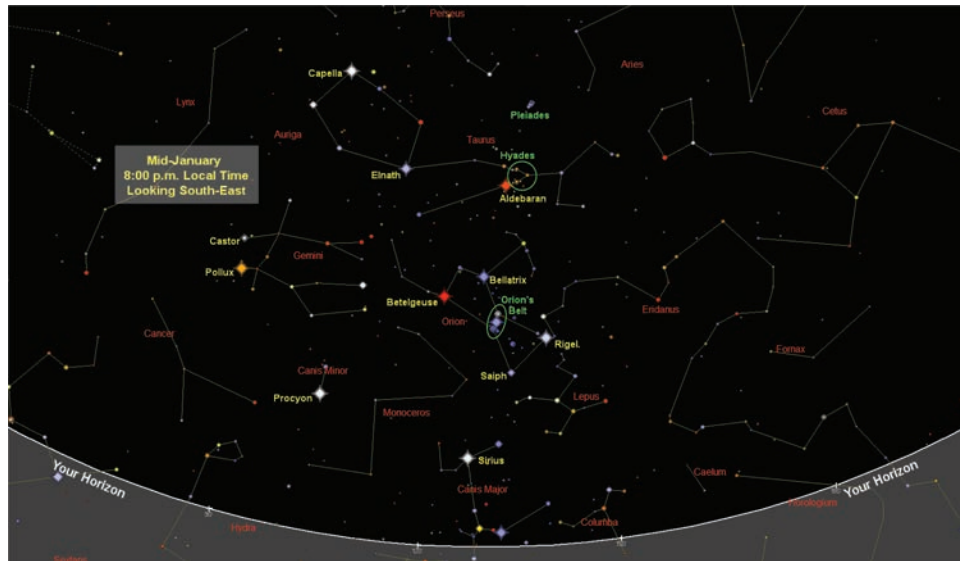 Perseus
Capella
Aries
Lynx
Pleiades
Cetus
Auriga
Taurus
Mid-January
8:00 p.m. Local Time
Looking South-East
Hyades
Elnath
Aldebaran
Castor
Gemini
Pollux
Bellatrix
Betelgeuse
Orion's
Belt
Orion
Eridanus
Cancer
Rigel
Fornax
Canis Minor
Saiph
Procyon
Lepus
Monoceros
Sirius
Your Horizon
Your Horizon
Caelum
Canis Major
Horologium
Columba
Hydra